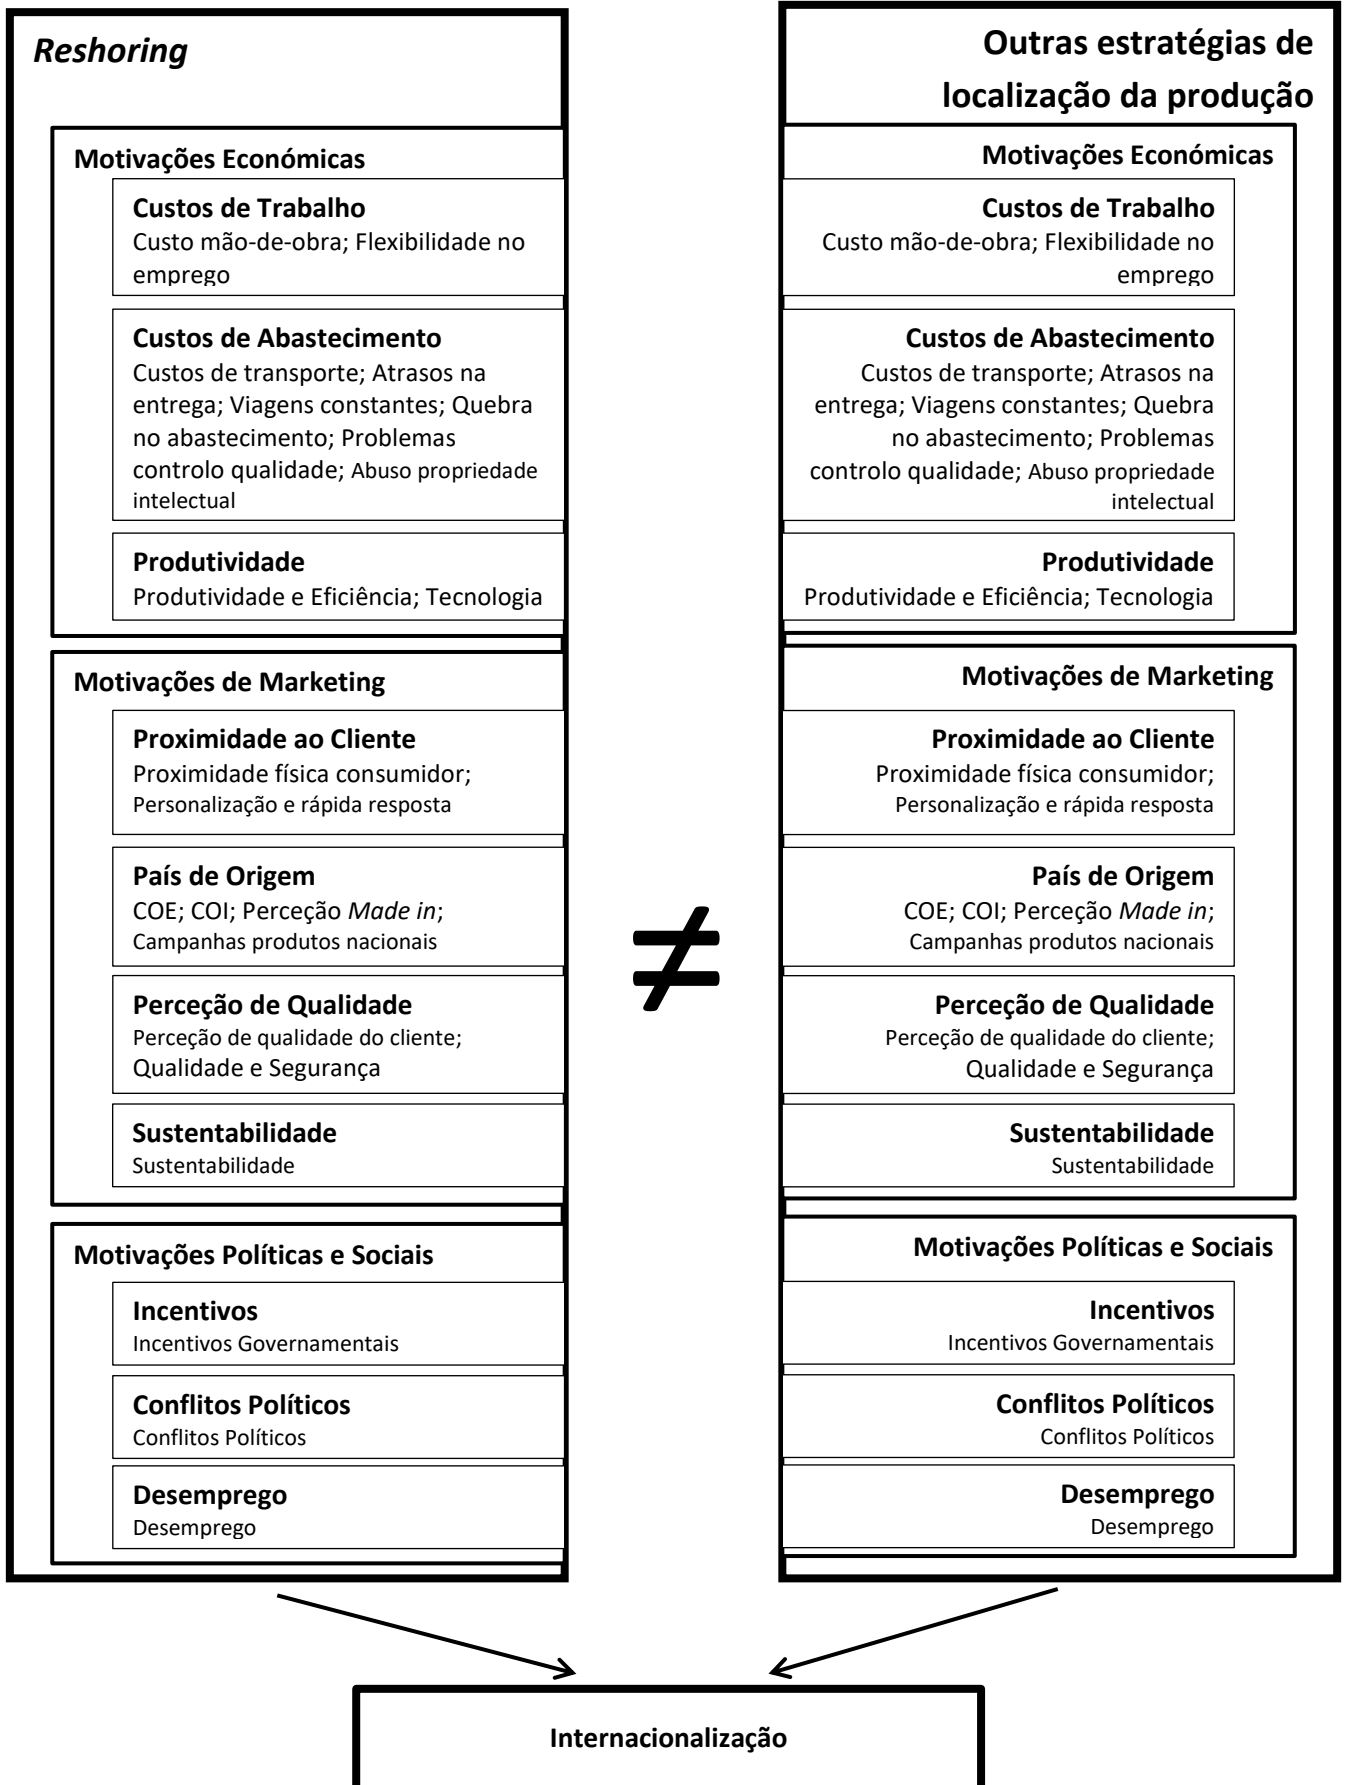 Reshoring
Motivações Económicas
Custos de Trabalho
Custo mão-de-obra; Flexibilidade no
emprego
Custos de Abastecimento
Custos de transporte; Atrasos na
entrega; Viagens constantes; Quebra
no abastecimento; Problemas
controlo qualidade; Abuso propriedade
intelectual
Produtividade
Produtividade e Eficiência; Tecnologia
Motivações de Marketing
Proximidade ao Cliente
Proximidade física consumidor;
Personalização e rápida resposta
País de Origem
COE; COI; Perceção Made in;
Campanhas produtos nacionais
Perceção de Qualidade
Perceção de qualidade do cliente;
Qualidade e Segurança
Sustentabilidade
Sustentabilidade
Motivações Políticas e Sociais
Incentivos
Incentivos Governamentais
Conflitos Políticos
Conflitos Políticos
Desemprego
Desemprego
≠
Outras estratégias de
localização da produção
Motivações Económicas
Custos de Trabalho
Custo mão-de-obra; Flexibilidade no
emprego
Custos de Abastecimento
Custos de transporte; Atrasos na
entrega; Viagens constantes; Quebra
no abastecimento; Problemas
controlo qualidade; Abuso propriedade
intelectual
Produtividade
Produtividade e Eficiência; Tecnologia
Motivações de Marketing
Proximidade ao Cliente
Proximidade física consumidor;
Personalização e rápida resposta
País de Origem
COE; COI; Perceção Made in;
Campanhas produtos nacionais
Perceção de Qualidade
Perceção de qualidade do cliente;
Qualidade e Segurança
Sustentabilidade
Sustentabilidade
Motivações Políticas e Sociais
Incentivos
Incentivos Governamentais
Conflitos Políticos
Conflitos Políticos
Desemprego
Desemprego
Internacionalização